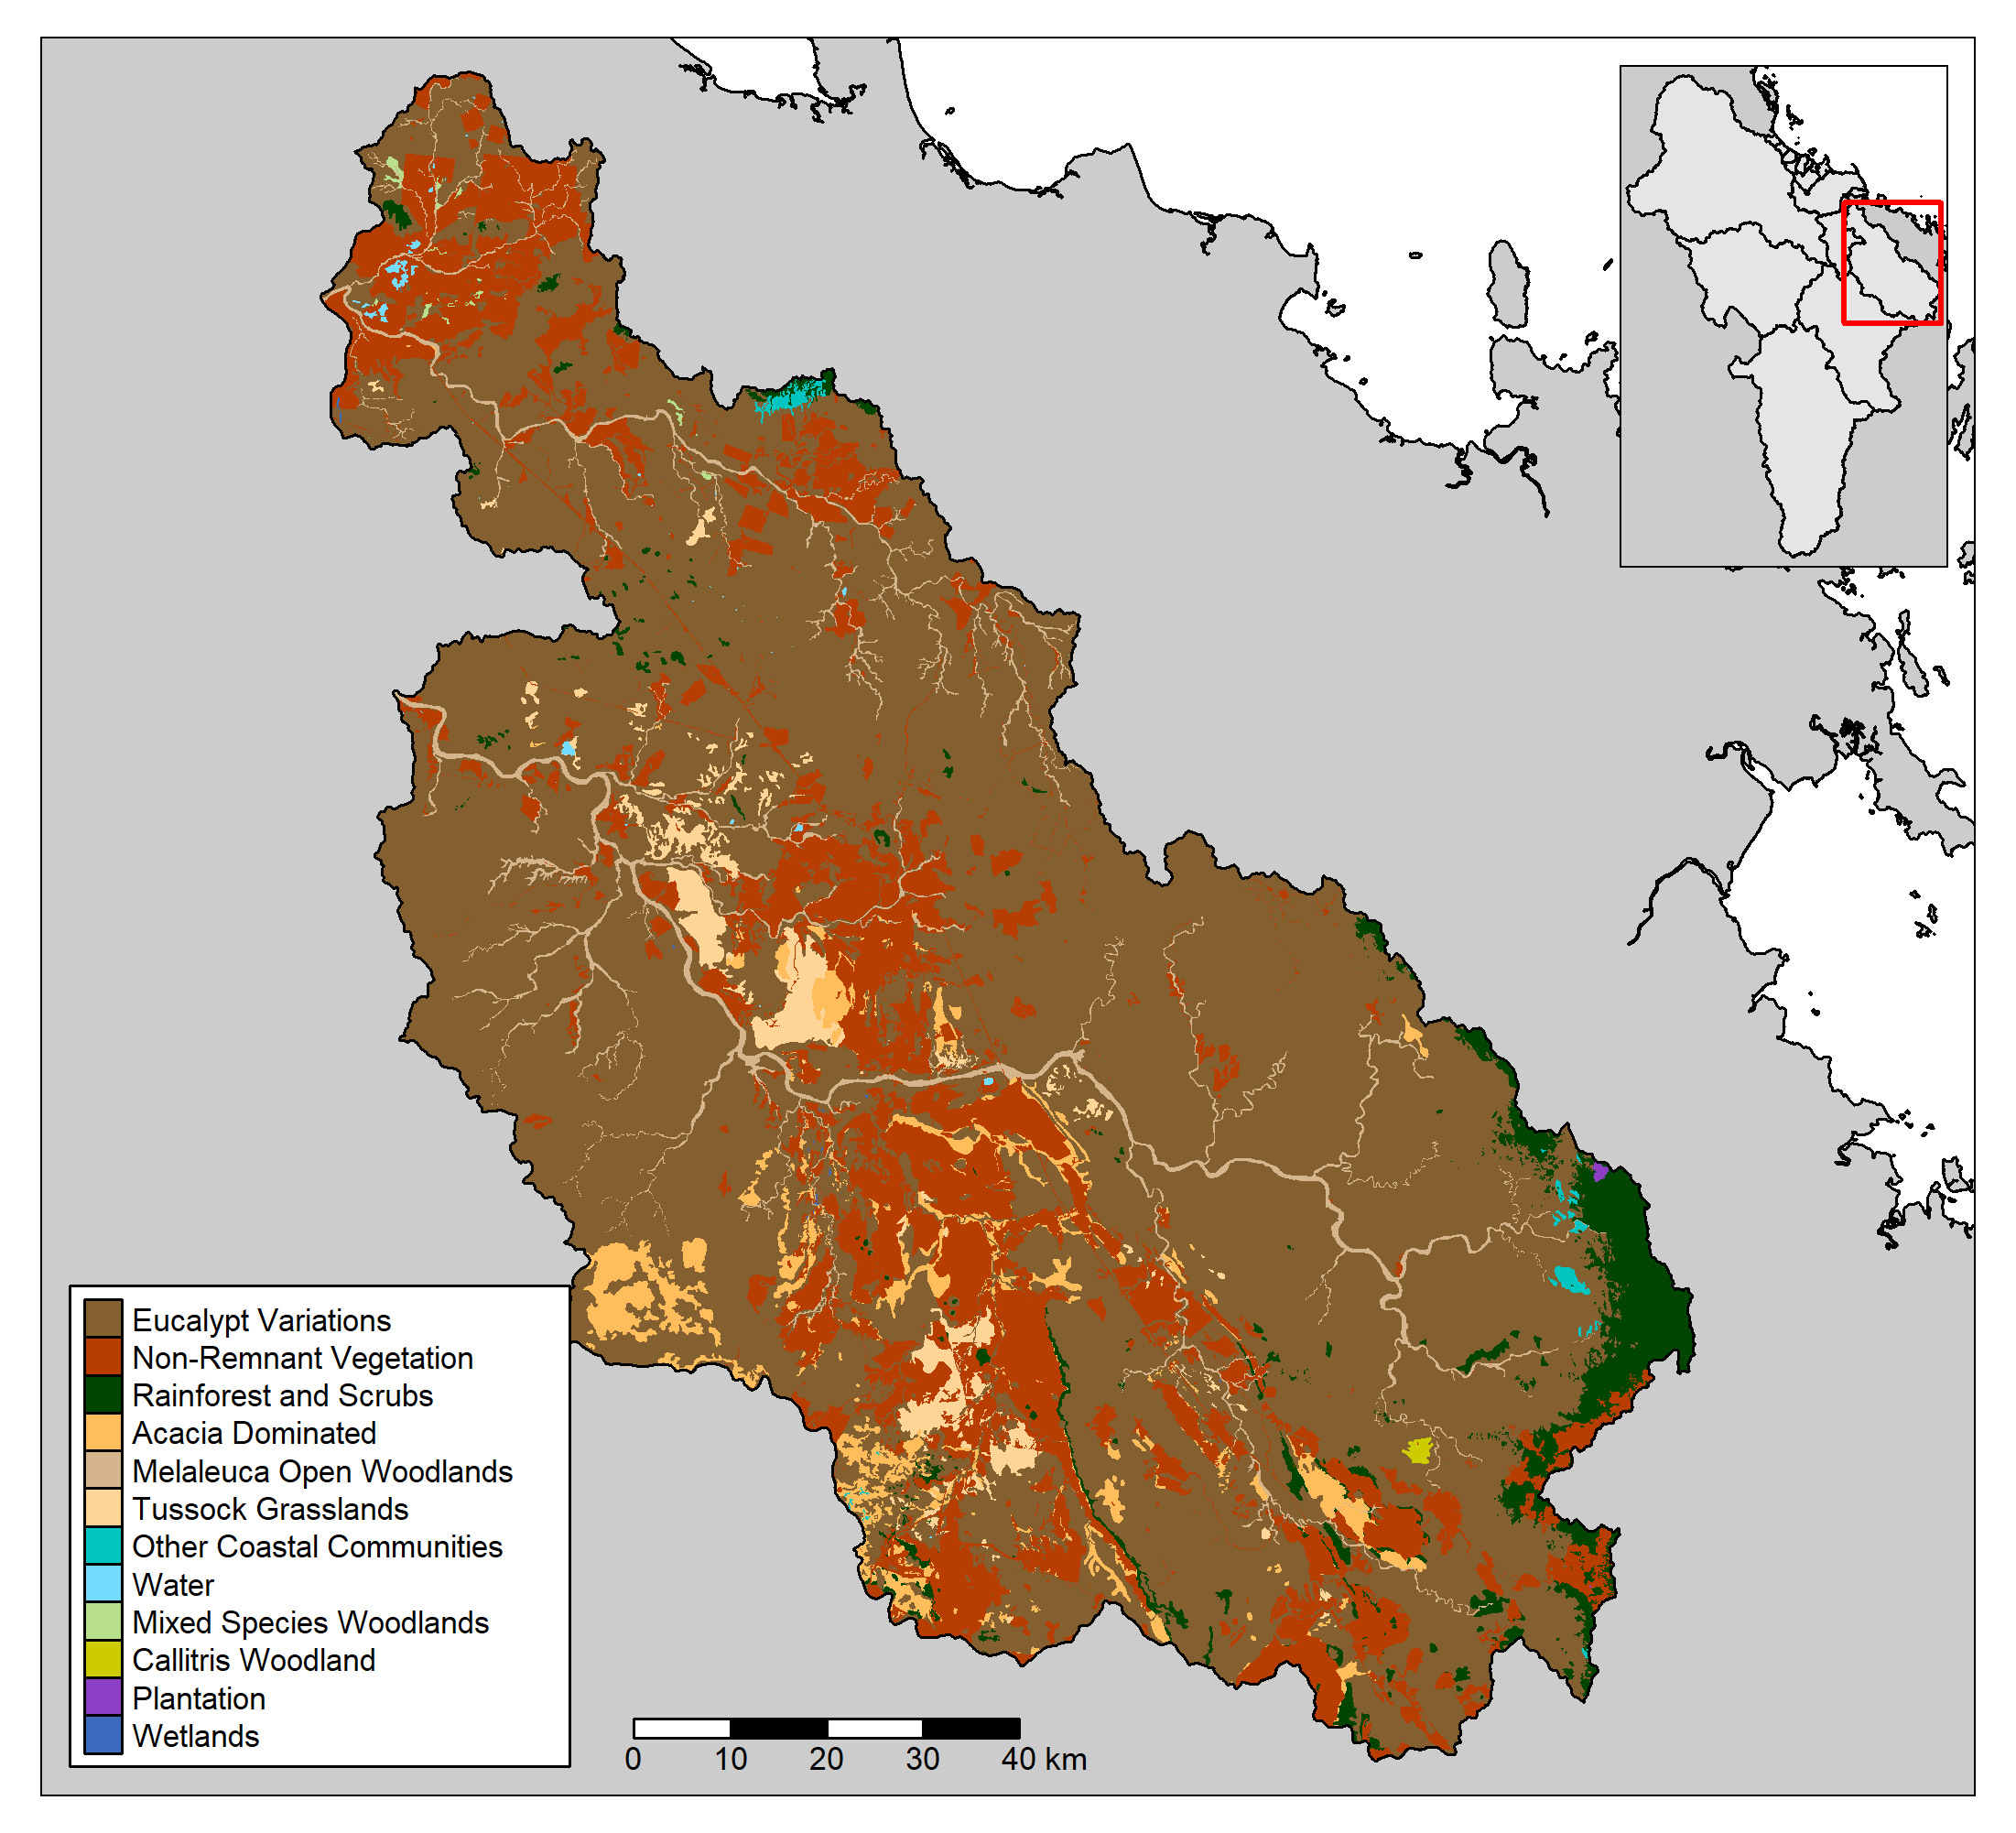 Eucalypt Variations
Non-Remnant Vegetation
Rainforest and Scrubs
Acacia Dominated
Melaleuca Open Woodlands
Tussock Grasslands
Other Coastal Communities
Water
Mixed Species Woodlands
Callitris Woodland
Plantation
Wetlands
0 10 20 30 40 km